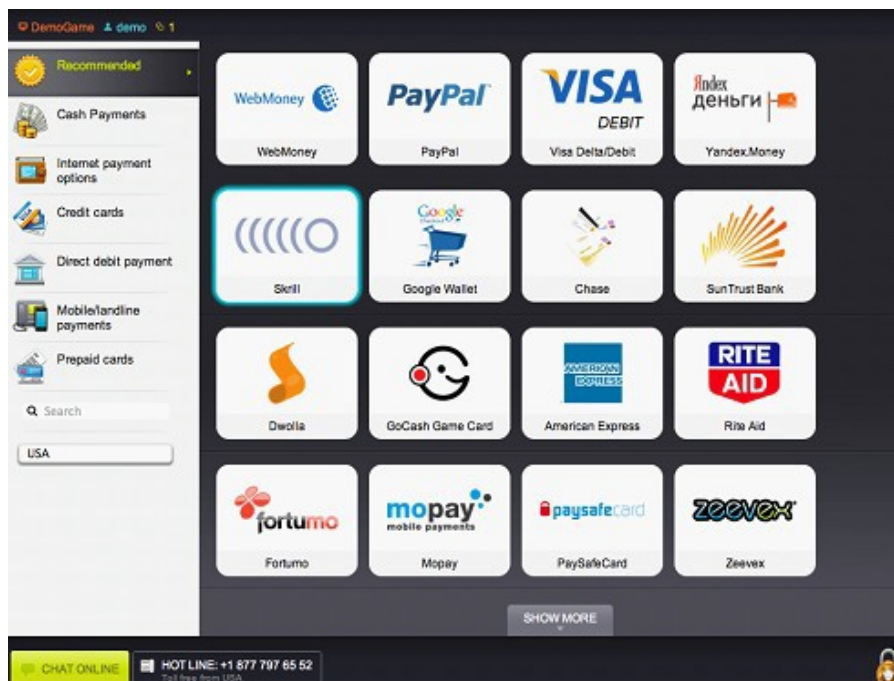 DemoGame demo 1
Recommended
Cash Payments
Internet payment
options
Credit cards
Direct debit payment
Mobile/landline
payments
Prepaid cards
Search
USA
WebMoney
WebMoney
PayPal
PayPal
VISA
DEBIT
Visa Delta/Debit
Яndex
деньги
Yandex.Money
Skrill
Google
Google Wallet
Chase
SunTrust Bank
Dwolla
GoCash Game Card
AMERICAN
EXPRESS
American Express
RITE
AID
Rite Aid
fortumo
Fortumo
mopay
mobile payments
Mopay
paysafecard
PaySafeCard
zeevex
Zeevex
SHOW MORE
CHAT ONLINE
HOT LINE: +1 877 797 65 52
Toll free from USA